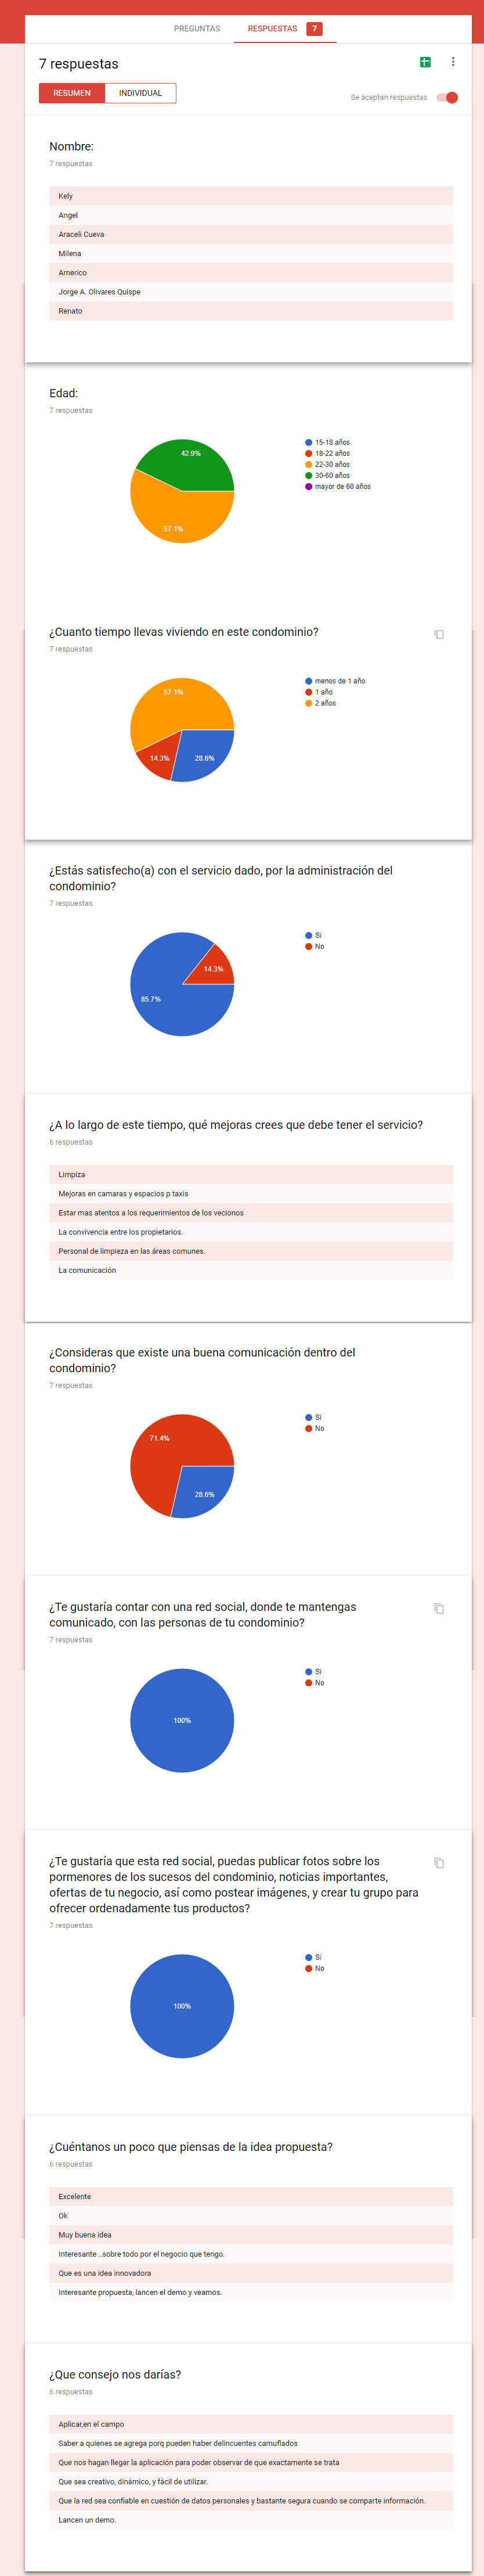 PREGUNTAS RESPUESTAS 7
7 respuestas
RESUMEN INDIVIDUAL
Se aceptan respuestas
Nombre:
7 respuestas
Kely
Angel
Araceli Cueva
Milena
Americo
Jorge A. Olivares Quispe
Renato
Edad:
7 respuestas
42.9%
57.1%
15-18 años
18-22 años
22-30 años
30-60 años
mayor de 60 años
¿Cuanto tiempo llevas viviendo en este condominio?
7 respuestas
57.1%
14.3%
28.6%
menos de 1 año
1 año
2 años
¿Estás satisfecho(a) con el servicio dado, por la administración del
condominio?
7 respuestas
14.3%
85.7%
Si
No
¿A lo largo de este tiempo, qué mejoras crees que debe tener el servicio?
6 respuestas
Limpiza
Mejoras en camaras y espacios p taxis
Estar mas atentos a los requerimientos de los vecionos
La convivencia entre los propietarios.
Personal de limpieza en las áreas comunes.
La comunicación
¿Consideras que existe una buena comunicación dentro del
condominio?
7 respuestas
71.4%
28.6%
Si
No
¿Te gustaría contar con una red social, donde te mantengas
comunicado, con las personas de tu condominio?
7 respuestas
100%
Si
No
¿Te gustaría que esta red social, puedas publicar fotos sobre los
pormenores de los sucesos del condominio, noticias importantes,
ofertas de tu negocio, así como postear imágenes, y crear tu grupo para
ofrecer ordenadamente tus productos?
7 respuestas
100%
Sí
No
¿Cuéntanos un poco que piensas de la idea propuesta?
6 respuestas
Excelente
Ok
Muy buena idea
Interesante ..sobre todo por el negocio que tengo.
Que es una idea innovadora
Interesante propuesta, lancen el demo y veamos.
¿Que consejo nos darías?
6 respuestas
Aplicar,en el campo
Saber a quienes se agrega porq pueden haber delincuentes camuflados
Que nos hagan llegar la aplicación para poder observar de que exactamente se trata
Que sea creativo, dinámico, y fácil de utilizar.
Que la red sea confiable en cuestión de datos personales y bastante segura cuando se comparte información.
Lancen un demo.